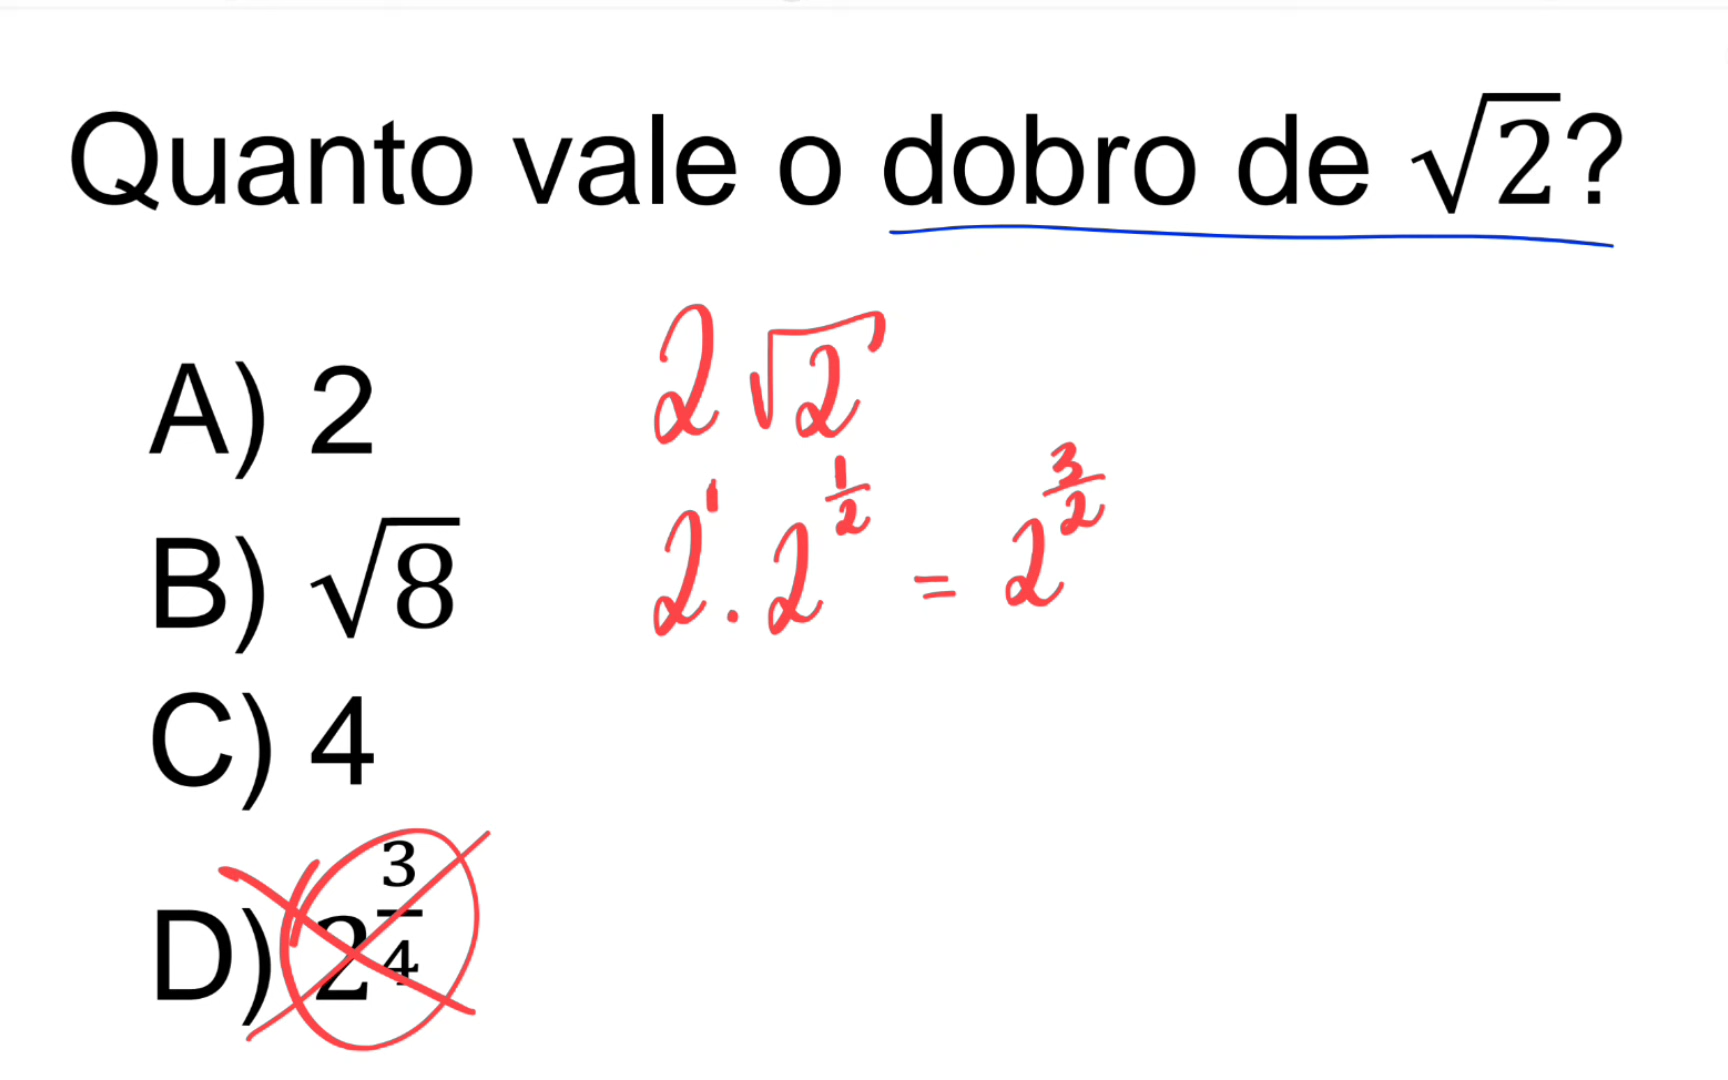 Quanto vale o dobro de √2?
A) 2
2√2
B) √8
2¹ · 2^(1/2) = 2^(3/2)
C) 4
D) 2^(3/4)